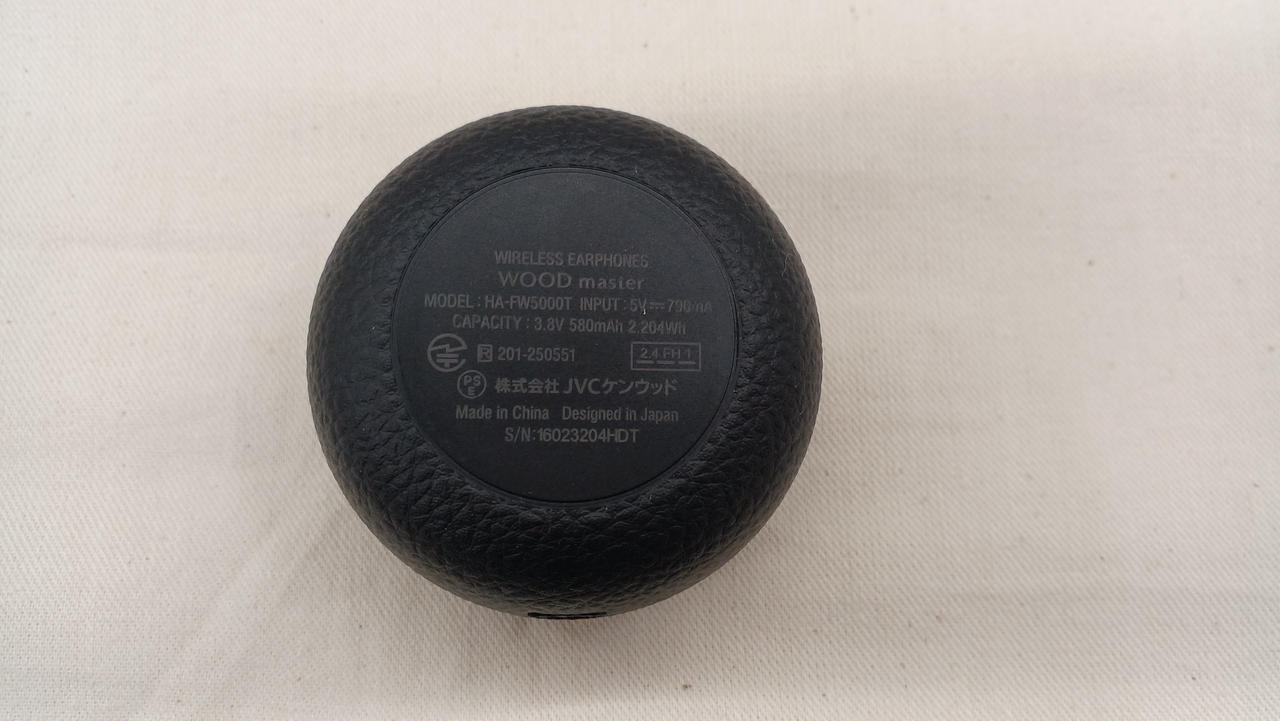 WIRELESS EARPHONES
WOOD master
MODEL : HA-FW5000T INPUT : 5V⎓790mA
CAPACITY : 3.8V 580mAh 2.204Wh
R 201-250551 2.4 FH 1
PSE 株式会社 JVCケンウッド
Made in China Designed in Japan
S/N:16023204HDT